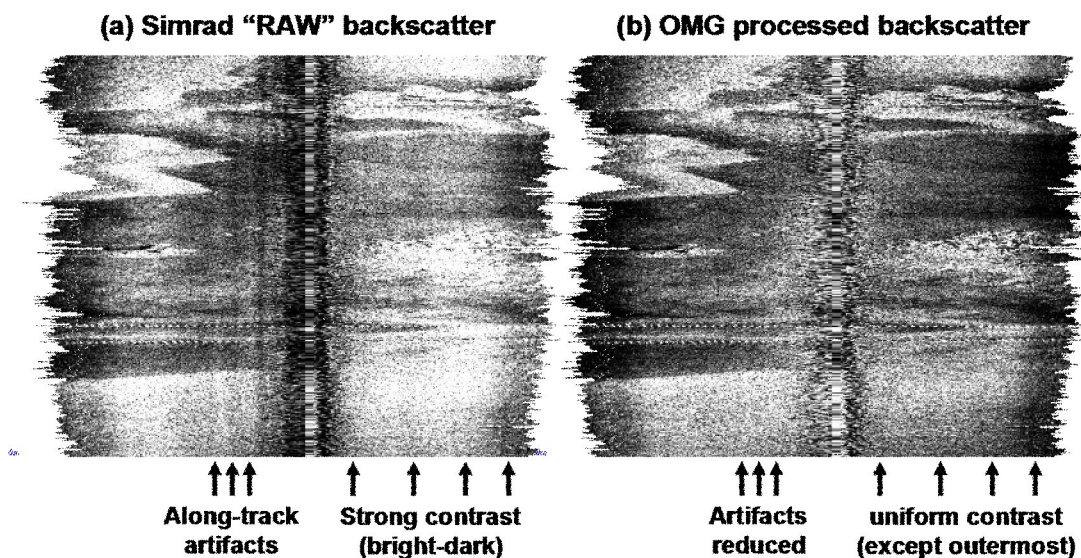 (a) Simrad “RAW” backscatter
(b) OMG processed backscatter
Along-track
artifacts
Strong contrast
(bright-dark)
Artifacts
reduced
uniform contrast
(except outermost)